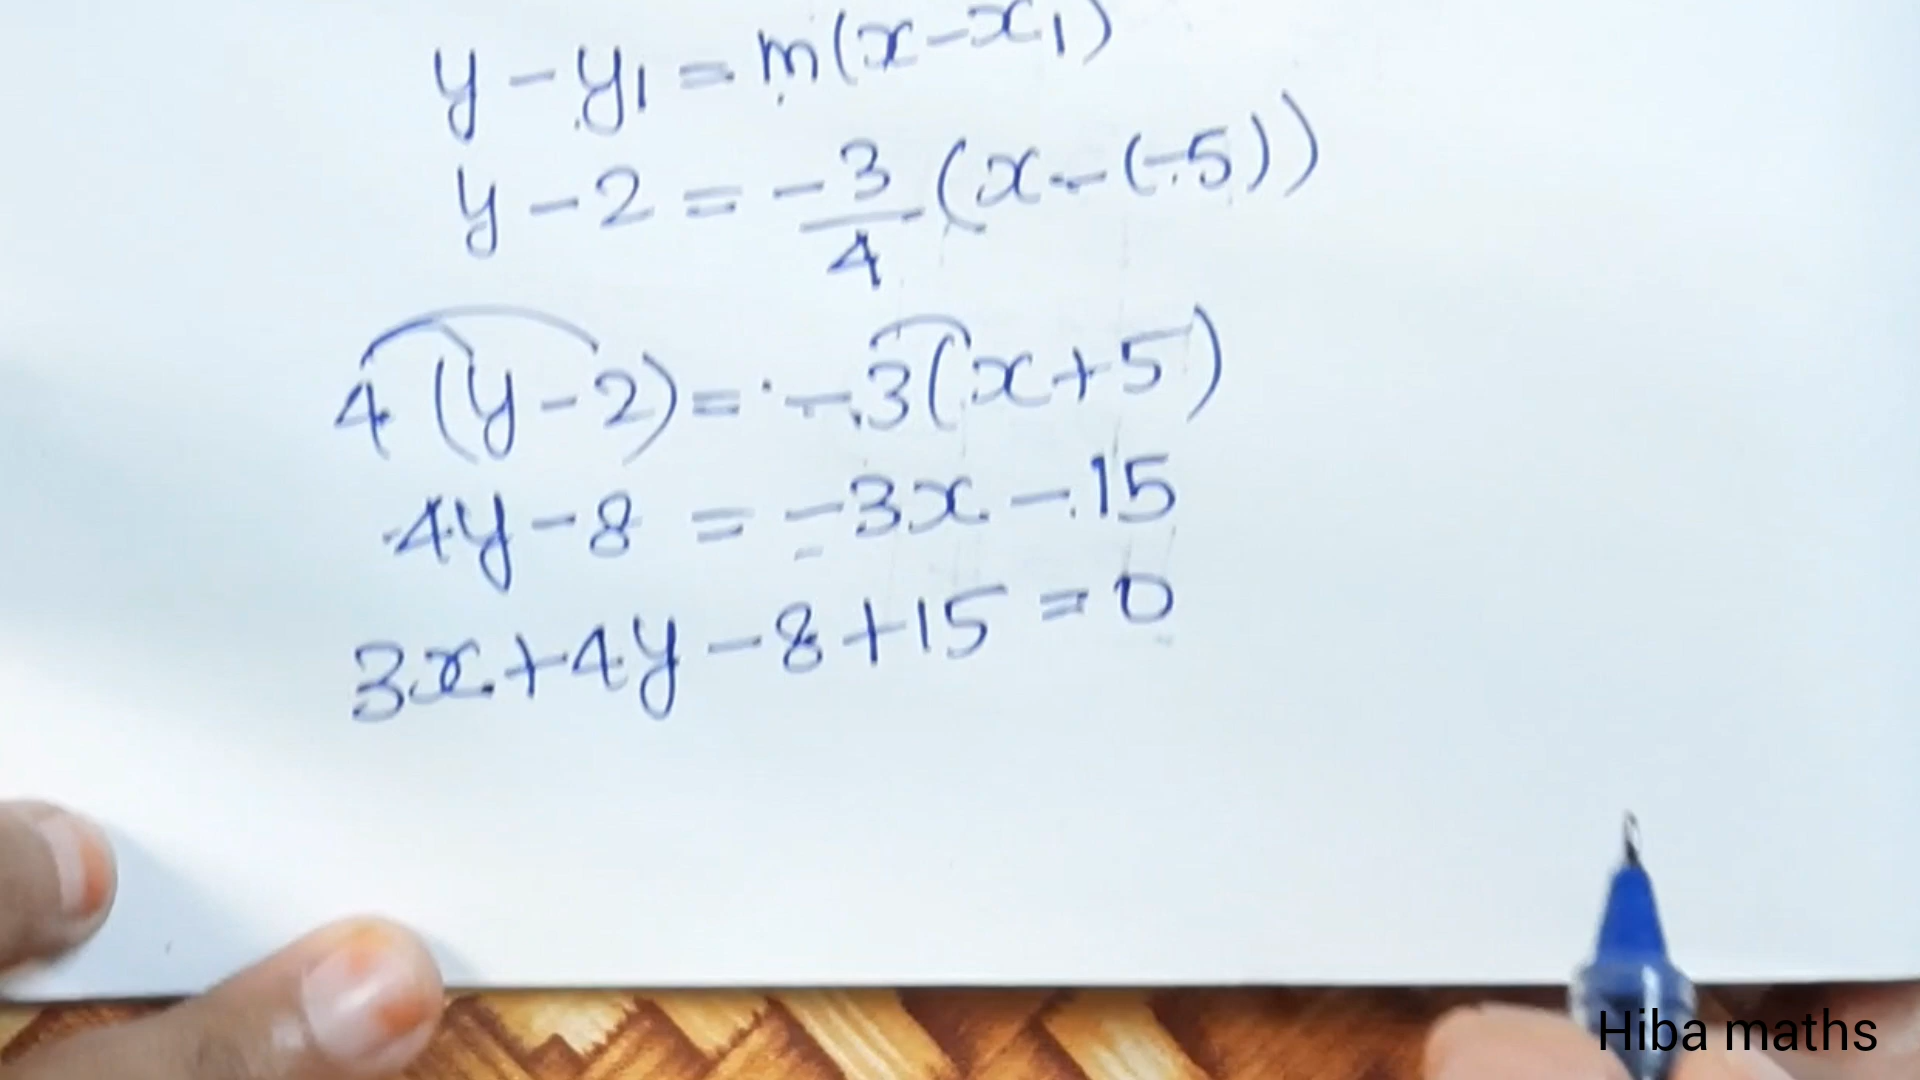 y - y₁ = m(x - x₁)
y - 2 = -3/4 (x - (-5))
4(y - 2) = -3(x + 5)
4y - 8 = -3x - 15
3x + 4y - 8 + 15 = 0
Hiba maths